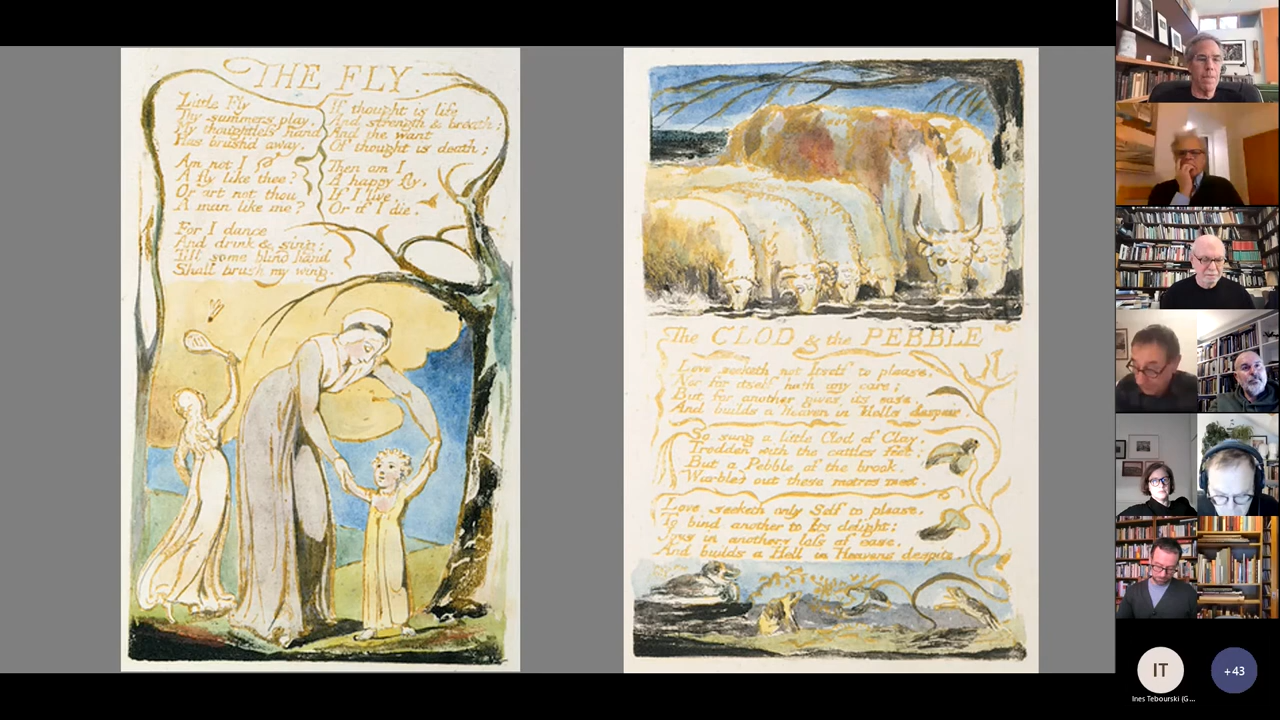 THE FLY.
Little Fly
Thy summers play,
My thoughtless hand
Has brush'd away.
Am not I
A fly like thee?
Or art not thou
A man like me?
For I dance
And drink & sing:
Till some blind hand
Shall brush my wing.
If thought is life
And strength & breath;
And the want
Of thought is death;
Then am I
A happy fly,
If I live,
Or if I die.
The CLOD & the PEBBLE
Love seeketh not Itself to please,
Nor for itself hath any care;
But for another gives its ease,
And builds a Heaven in Hells despair.
So sang a little Clod of Clay,
Trodden with the cattles feet;
But a Pebble of the brook,
Warbled out these metres meet.
Love seeketh only Self to please,
To bind another to Its delight;
Joys in anothers loss of ease,
And builds a Hell in Heavens despite.
IT
Ines Tebourski (G...
+43